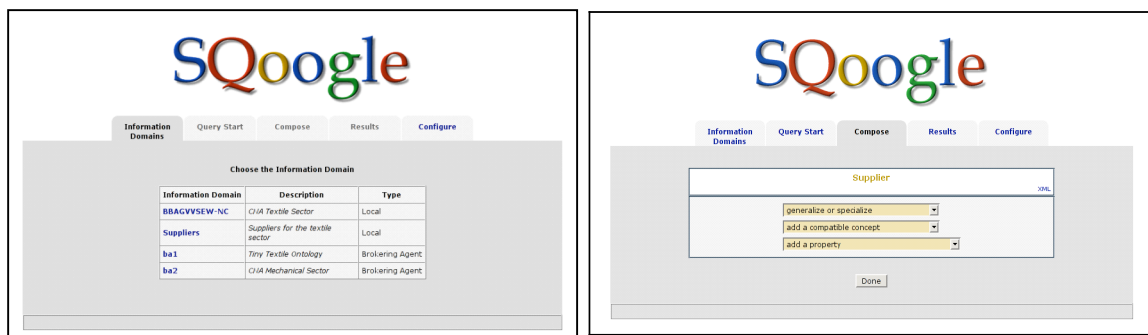 SQoogle
Information Domains Query Start Compose Results Configure
Choose the Information Domain
Information Domain Description Type
BBAGVVSEW-NC CHA Textile Sector Local
Suppliers Suppliers for the textile sector Local
ba1 Tiny Textile Ontology Brokering Agent
ba2 CHA Mechanical Sector Brokering Agent
SQoogle
Information Domains Query Start Compose Results Configure
Supplier
XML
generalize or specialize
add a compatible concept
add a property
Done